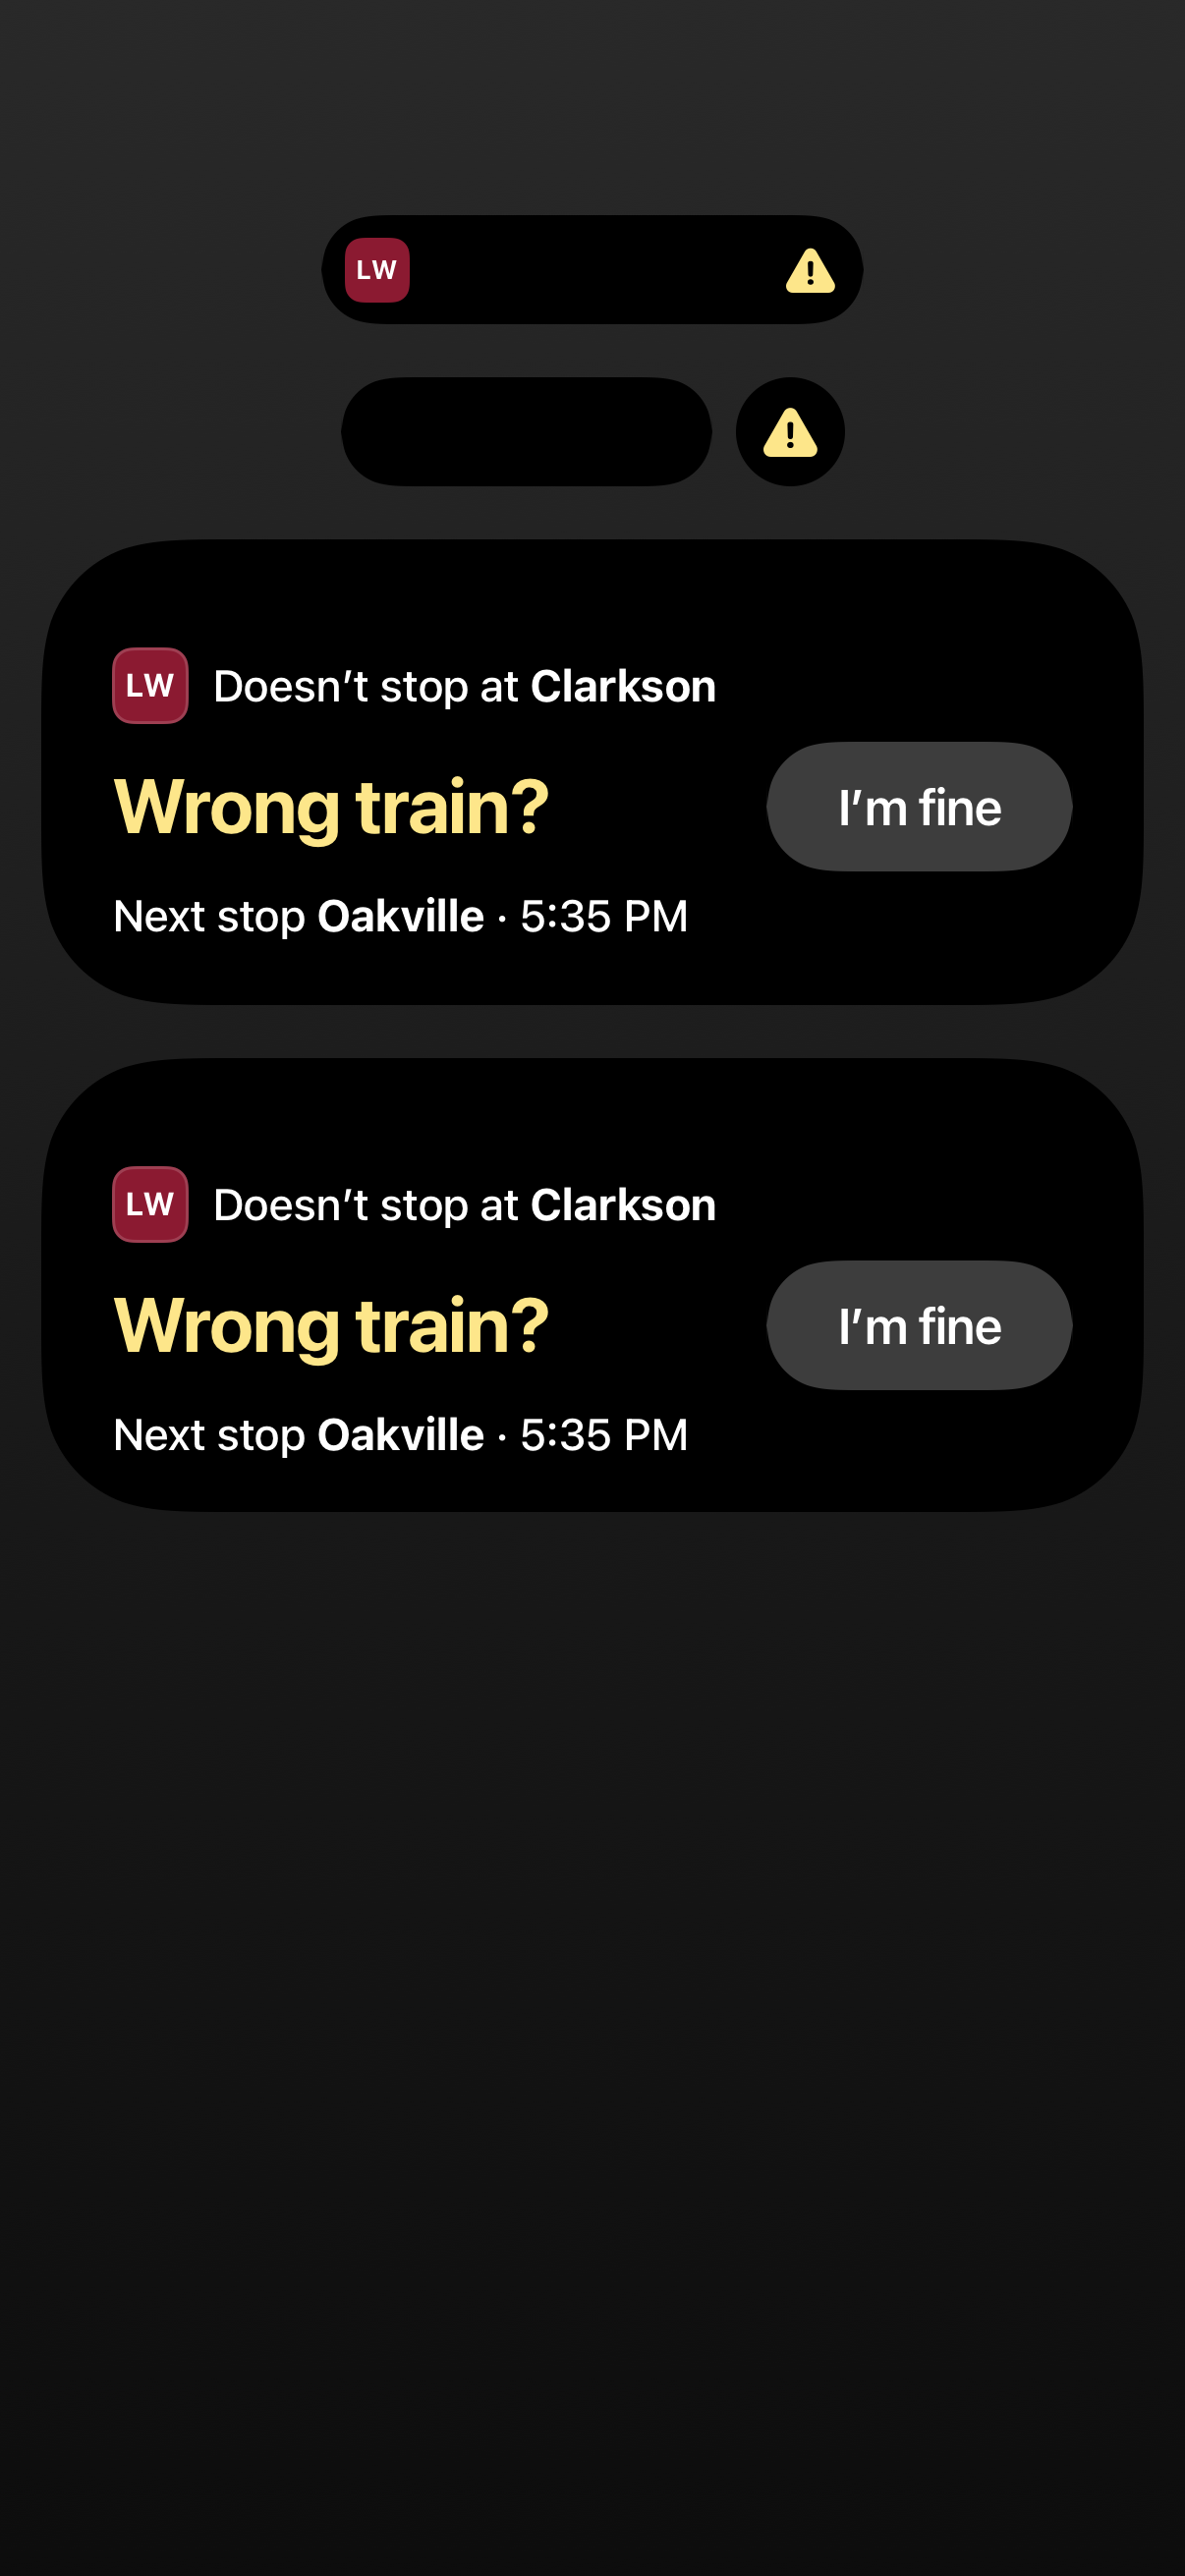 LW
LW Doesn’t stop at Clarkson
Wrong train?
I’m fine
Next stop Oakville · 5:35 PM
LW Doesn’t stop at Clarkson
Wrong train?
I’m fine
Next stop Oakville · 5:35 PM